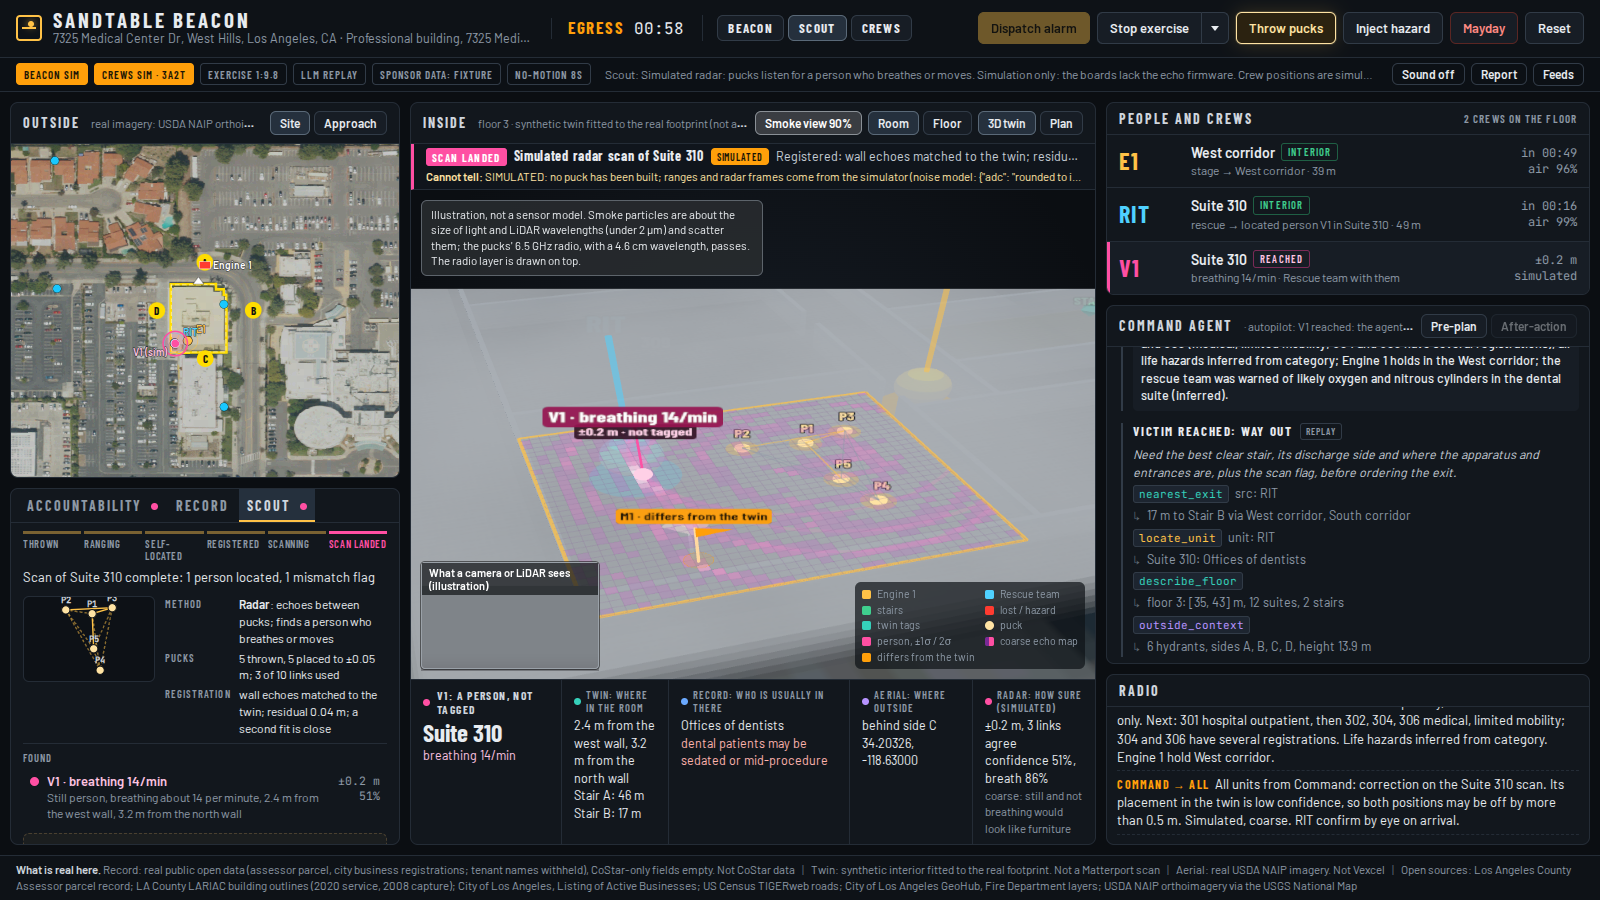 SANDTABLE BEACON
7325 Medical Center Dr, West Hills, Los Angeles, CA · Professional building, 7325 Medi...
EGRESS 00:58
BEACON SCOUT CREWS
Dispatch alarm Stop exercise Throw pucks Inject hazard Mayday Reset
BEACON SIM CREWS SIM · 3A2T EXERCISE 1:9.8 LLM REPLAY SPONSOR DATA: FIXTURE NO-MOTION 8S
Scout: Simulated radar: pucks listen for a person who breathes or moves. Simulation only: the boards lack the echo firmware. Crew positions are simul...
Sound off Report Feeds
OUTSIDE real imagery: USDA NAIP orthoi... Site Approach
Engine 1
D
B
C
RIT
E1
V1 (sim)
ACCOUNTABILITY RECORD SCOUT
THROWN RANGING SELF-LOCATED REGISTERED SCANNING SCAN LANDED
Scan of Suite 310 complete: 1 person located, 1 mismatch flag
P2 P1 P3
P5
P4
METHOD Radar: echoes between
pucks; finds a person who
breathes or moves
PUCKS 5 thrown, 5 placed to ±0.05
m; 3 of 10 links used
REGISTRATION wall echoes matched to the
twin; residual 0.04 m; a
second fit is close
FOUND
V1 · breathing 14/min ±0.2 m
51%
Still person, breathing about 14 per minute, 2.4 m from
the west wall, 3.2 m from the north wall
INSIDE floor 3 · synthetic twin fitted to the real footprint (not a... Smoke view 90% Room Floor 3D twin Plan
SCAN LANDED Simulated radar scan of Suite 310 SIMULATED Registered: wall echoes matched to the twin; residu...
Cannot tell: SIMULATED: no puck has been built; ranges and radar frames come from the simulator (noise model: {"adc": "rounded to i...
Illustration, not a sensor model. Smoke particles are about the
size of light and LiDAR wavelengths (under 2 µm) and scatter
them; the pucks' 6.5 GHz radio, with a 4.6 cm wavelength, passes.
The radio layer is drawn on top.
V1 · breathing 14/min
±0.2 m · not tagged
P2 P1 P3
P5
P4
M1 · differs from the twin
What a camera or LiDAR sees
(illustration)
Engine 1 Rescue team
stairs lost / hazard
twin tags puck
person, ±1σ / 2σ coarse echo map
differs from the twin
V1: A PERSON, NOT
TAGGED
Suite 310
breathing 14/min
TWIN: WHERE
IN THE ROOM
2.4 m from the
west wall, 3.2
m from the
north wall
Stair A: 46 m
Stair B: 17 m
RECORD: WHO IS USUALLY IN
THERE
Offices of dentists
dental patients may be
sedated or mid-procedure
AERIAL: WHERE
OUTSIDE
behind side C
34.20326,
-118.63000
RADAR: HOW SURE
(SIMULATED)
±0.2 m, 3 links
agree
confidence 51%,
breath 86%
coarse: still and not
breathing would
look like furniture
PEOPLE AND CREWS 2 CREWS ON THE FLOOR
E1 West corridor INTERIOR in 00:49
stage → West corridor · 39 m air 96%
RIT Suite 310 INTERIOR in 00:16
rescue → located person V1 in Suite 310 · 49 m air 99%
V1 Suite 310 REACHED ±0.2 m
breathing 14/min · Rescue team with them simulated
COMMAND AGENT · autopilot: V1 reached: the agent... Pre-plan After-action
life hazards inferred from category; Engine 1 holds in the West corridor; the
rescue team was warned of likely oxygen and nitrous cylinders in the dental
suite (inferred).
VICTIM REACHED: WAY OUT REPLAY
Need the best clear stair, its discharge side and where the apparatus and
entrances are, plus the scan flag, before ordering the exit.
nearest_exit src: RIT
↳ 17 m to Stair B via West corridor, South corridor
locate_unit unit: RIT
↳ Suite 310: Offices of dentists
describe_floor
↳ floor 3: [35, 43] m, 12 suites, 2 stairs
outside_context
↳ 6 hydrants, sides A, B, C, D, height 13.9 m
RADIO
only. Next: 301 hospital outpatient, then 302, 304, 306 medical, limited mobility;
304 and 306 have several registrations. Life hazards inferred from category.
Engine 1 hold West corridor.
COMMAND → ALL All units from Command: correction on the Suite 310 scan. Its
placement in the twin is low confidence, so both positions may be off by more
than 0.5 m. Simulated, coarse. RIT confirm by eye on arrival.
What is real here. Record: real public open data (assessor parcel, city business registrations; tenant names withheld), CoStar-only fields empty. Not CoStar data | Twin: synthetic interior fitted to the real footprint. Not a Matterport scan | Aerial: real USDA NAIP imagery. Not Vexcel | Open sources: Los Angeles County
Assessor parcel record; LA County LARIAC building outlines (2020 service, 2008 capture); City of Los Angeles, Listing of Active Businesses; US Census TIGERweb roads; City of Los Angeles GeoHub, Fire Department layers; USDA NAIP orthoimagery via the USGS National Map